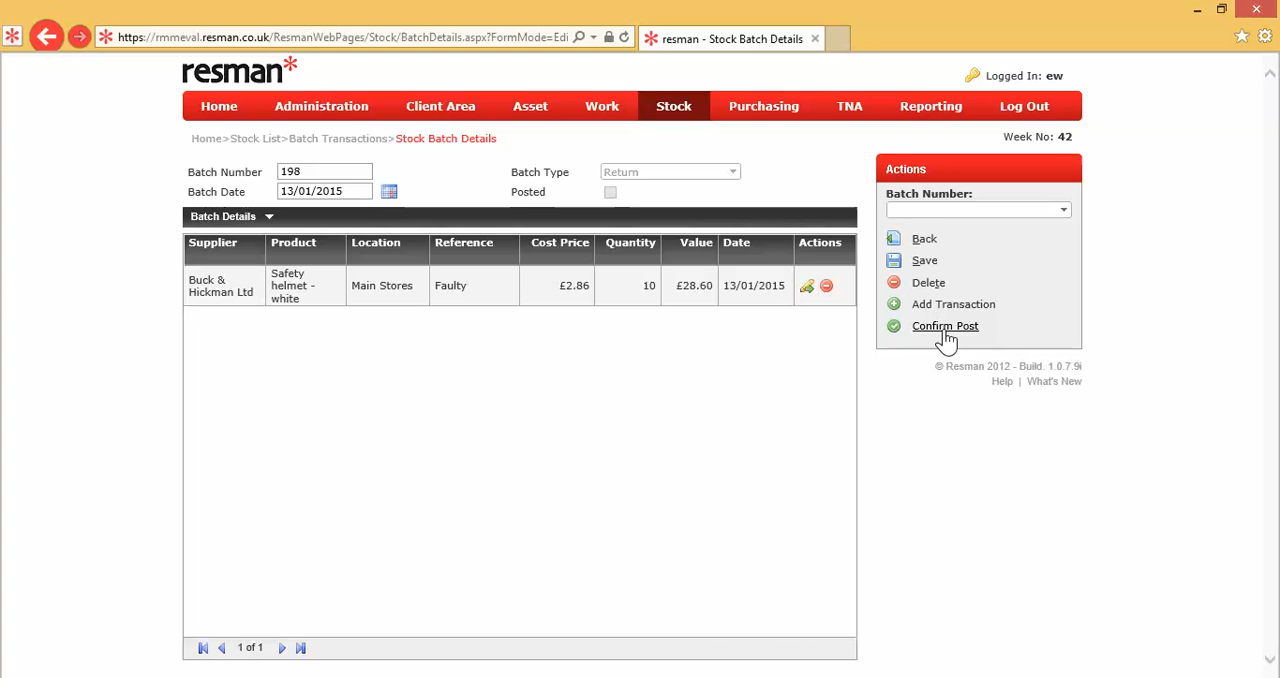 https://rmmeval.resman.co.uk/ResmanWebPages/Stock/BatchDetails.aspx?FormMode=Edi
resman - Stock Batch Details
resman*
Logged In: ew
Home Administration Client Area Asset Work Stock Purchasing TNA Reporting Log Out
Home>Stock List>Batch Transactions>Stock Batch Details
Week No: 42
Batch Number 198 Batch Type Return
Batch Date 13/01/2015 Posted
Batch Details
Supplier Product Location Reference Cost Price Quantity Value Date Actions
Buck & Hickman Ltd Safety helmet - white Main Stores Faulty £2.86 10 £28.60 13/01/2015
1 of 1
Actions
Batch Number:
Back
Save
Delete
Add Transaction
Confirm Post
© Resman 2012 - Build. 1.0.7.9i
Help | What's New